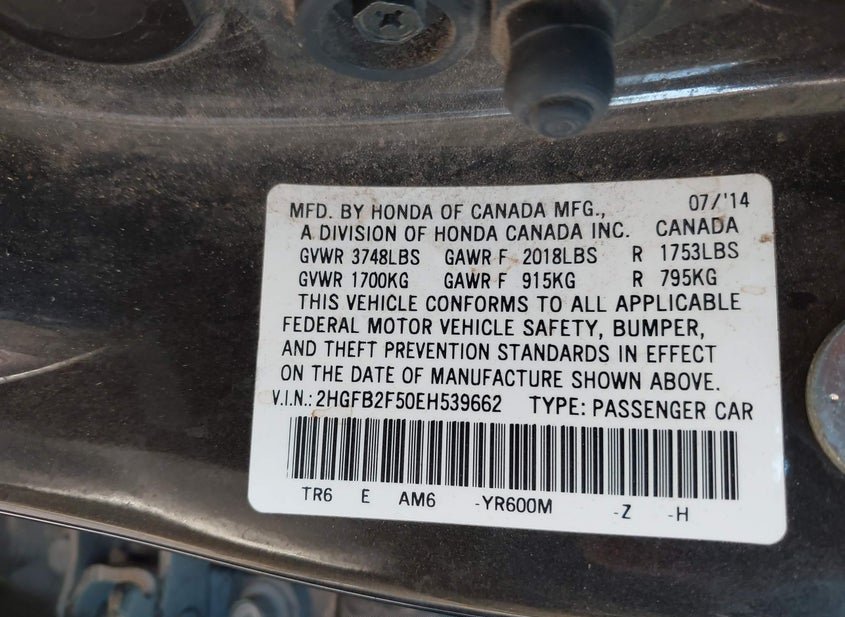 MFD. BY HONDA OF CANADA MFG., 07/'14
A DIVISION OF HONDA CANADA INC. CANADA
GVWR 3748LBS GAWR F 2018LBS R 1753LBS
GVWR 1700KG GAWR F 915KG R 795KG
THIS VEHICLE CONFORMS TO ALL APPLICABLE
FEDERAL MOTOR VEHICLE SAFETY, BUMPER,
AND THEFT PREVENTION STANDARDS IN EFFECT
ON THE DATE OF MANUFACTURE SHOWN ABOVE.
V.I.N.: 2HGFB2F50EH539662 TYPE: PASSENGER CAR
TR6 E AM6 -YR600M -Z -H